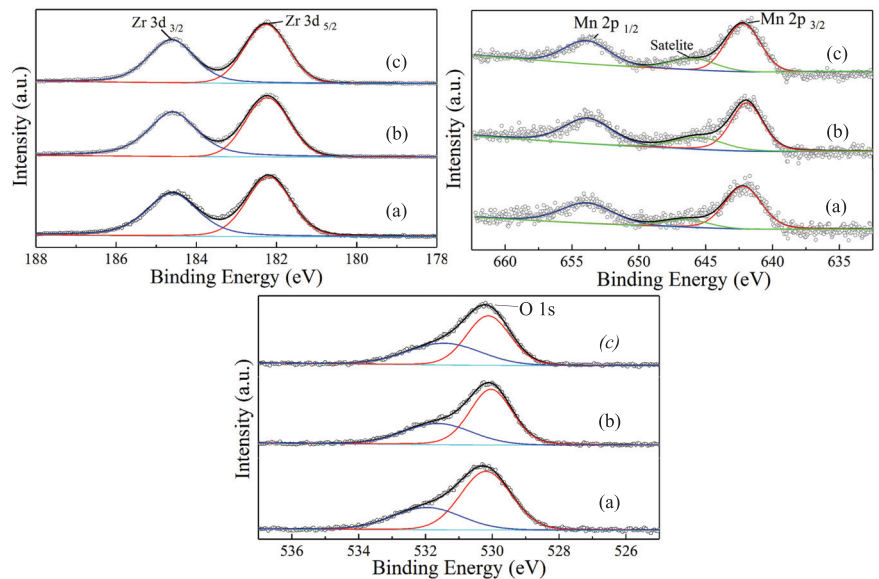 Zr 3d 3/2
Zr 3d 5/2
(c)
(b)
(a)
Intensity (a.u.)
188 186 184 182 180 178
Binding Energy (eV)
Mn 2p 1/2
Mn 2p 3/2
Satelite
(c)
(b)
(a)
Intensity (a.u.)
660 655 650 645 640 635
Binding Energy (eV)
O 1s
(c)
(b)
(a)
Intensity (a.u.)
536 534 532 530 528 526
Binding Energy (eV)